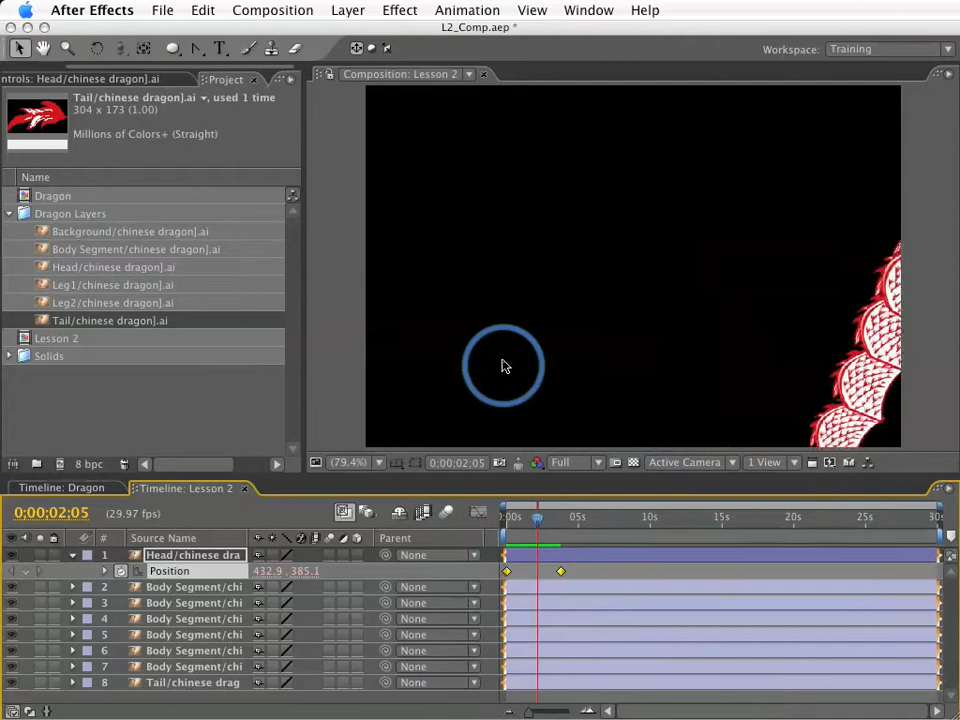 After Effects File Edit Composition Layer Effect Animation View Window Help
L2_Comp.aep *
Workspace: Training
ntrols: Head/chinese dragon].ai Project
Composition: Lesson 2
Tail/chinese dragon].ai, used 1 time
304 x 173 (1.00)
Millions of Colors+ (Straight)
Name
Dragon
Dragon Layers
Background/chinese dragon].ai
Body Segment/chinese dragon].ai
Head/chinese dragon].ai
Leg1/chinese dragon].ai
Leg2/chinese dragon].ai
Tail/chinese dragon].ai
Lesson 2
Solids
8 bpc
(79.4%) 0;00;02;05 Full Active Camera 1 View
Timeline: Dragon Timeline: Lesson 2
0;00;02;05 (29.97 fps)
:00s 05s 10s 15s 20s 25s 30s
# Source Name Parent
1 Head/chinese dra None
Position 432.9, 385.1
2 Body Segment/chi None
3 Body Segment/chi None
4 Body Segment/chi None
5 Body Segment/chi None
6 Body Segment/chi None
7 Body Segment/chi None
8 Tail/chinese drag None